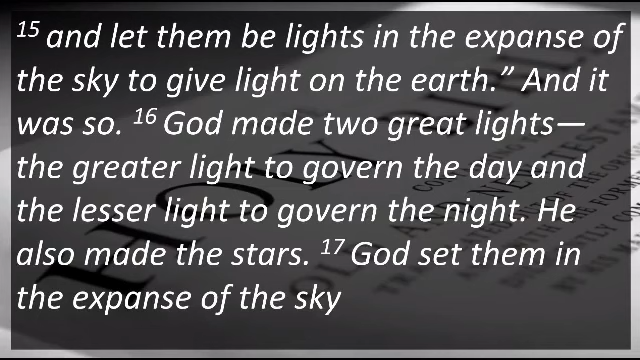 15 and let them be lights in the expanse of
the sky to give light on the earth.” And it
was so. 16 God made two great lights—
the greater light to govern the day and
the lesser light to govern the night. He
also made the stars. 17 God set them in
the expanse of the sky
HOLY BIBLE